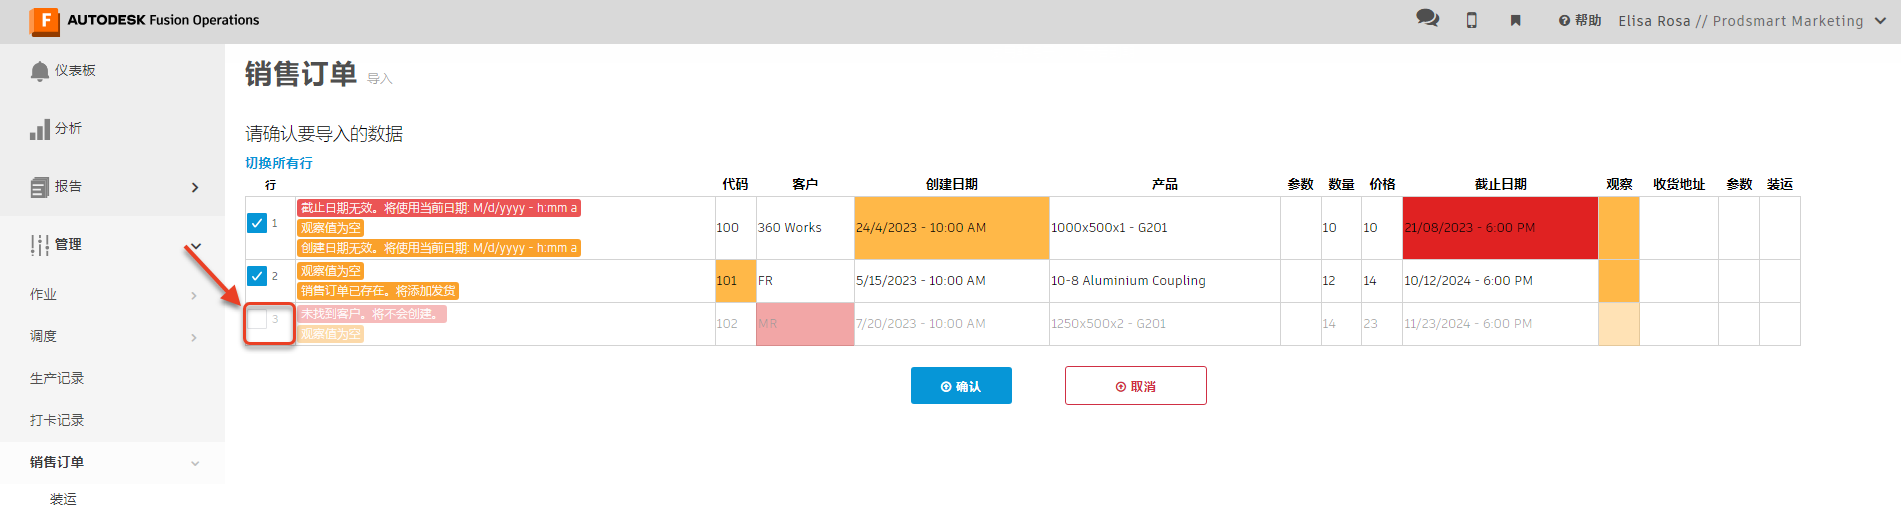 AUTODESK Fusion Operations
帮助 Elisa Rosa // Prodsmart Marketing
仪表板
分析
报告
管理
作业
调度
生产记录
打卡记录
销售订单
装运
销售订单 导入
请确认要导入的数据
切换所有行
行 代码 客户 创建日期 产品 参数 数量 价格 截止日期 观察 收货地址 参数 装运
1 截止日期无效。将使用当前日期: M/d/yyyy - h:mm a
观察值为空
创建日期无效。将使用当前日期: M/d/yyyy - h:mm a
100 360 Works 24/4/2023 - 10:00 AM 1000x500x1 - G201 10 10 21/08/2023 - 6:00 PM
2 观察值为空
销售订单已存在。将添加发货
101 FR 5/15/2023 - 10:00 AM 10-8 Aluminium Coupling 12 14 10/12/2024 - 6:00 PM
3 未找到客户。将不会创建。
观察值为空
102 MR 7/20/2023 - 10:00 AM 1250x500x2 - G201 14 23 11/23/2024 - 6:00 PM
确认 取消